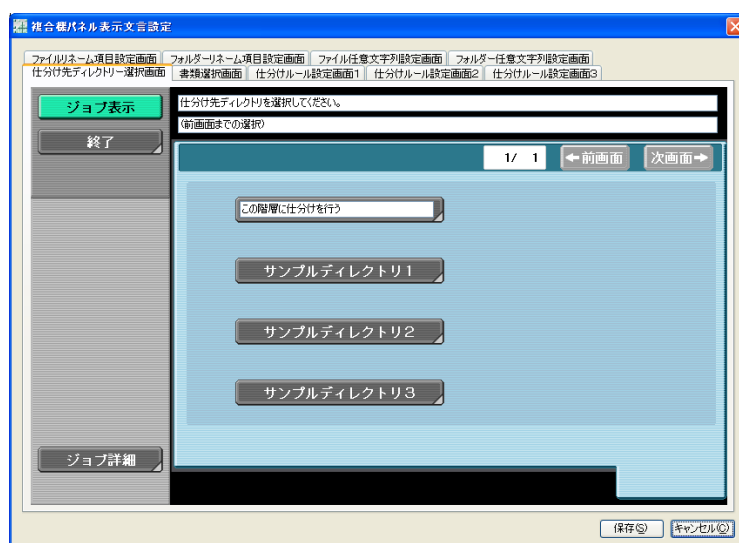 複合機パネル表示文言設定
ファイルリネーム項目設定画面 フォルダーリネーム項目設定画面 ファイル任意文字列設定画面 フォルダー任意文字列設定画面
仕分け先ディレクトリー選択画面 書類選択画面 仕分けルール設定画面1 仕分けルール設定画面2 仕分けルール設定画面3
ジョブ表示
仕分け先ディレクトリを選択してください。
(前画面までの選択)
終了
1/ 1 ←前画面 次画面→
この階層に仕分けを行う
サンプルディレクトリ1
サンプルディレクトリ2
サンプルディレクトリ3
ジョブ詳細
保存(S) キャンセル(C)